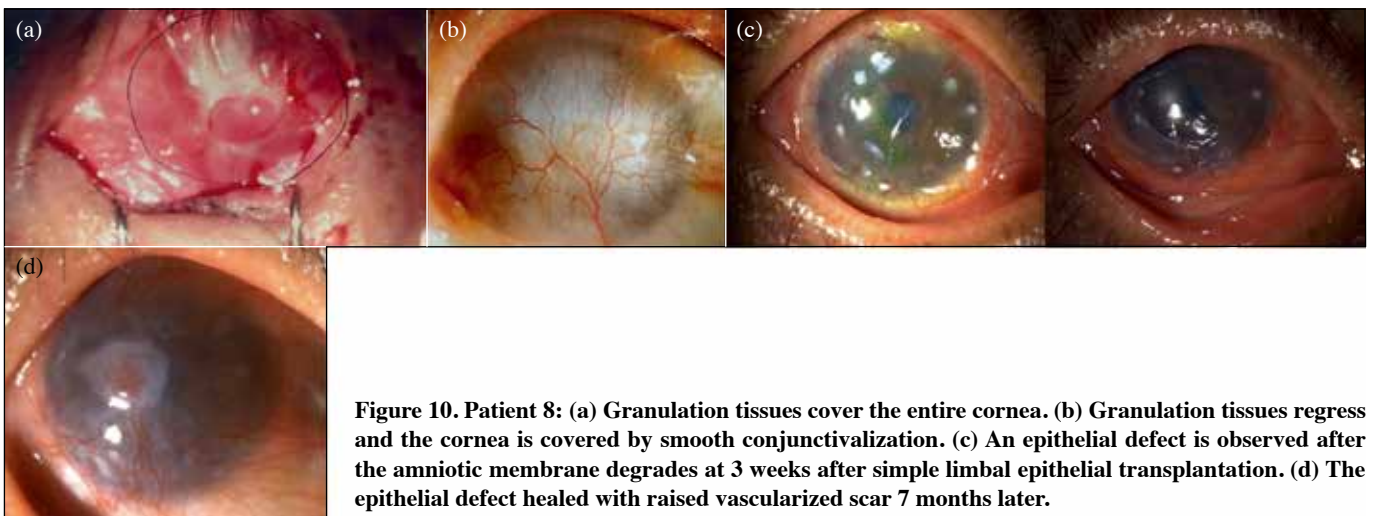 (a)
(b)
(c)
(d)
Figure 10. Patient 8: (a) Granulation tissues cover the entire cornea. (b) Granulation tissues regress
and the cornea is covered by smooth conjunctivalization. (c) An epithelial defect is observed after
the amniotic membrane degrades at 3 weeks after simple limbal epithelial transplantation. (d) The
epithelial defect healed with raised vascularized scar 7 months later.